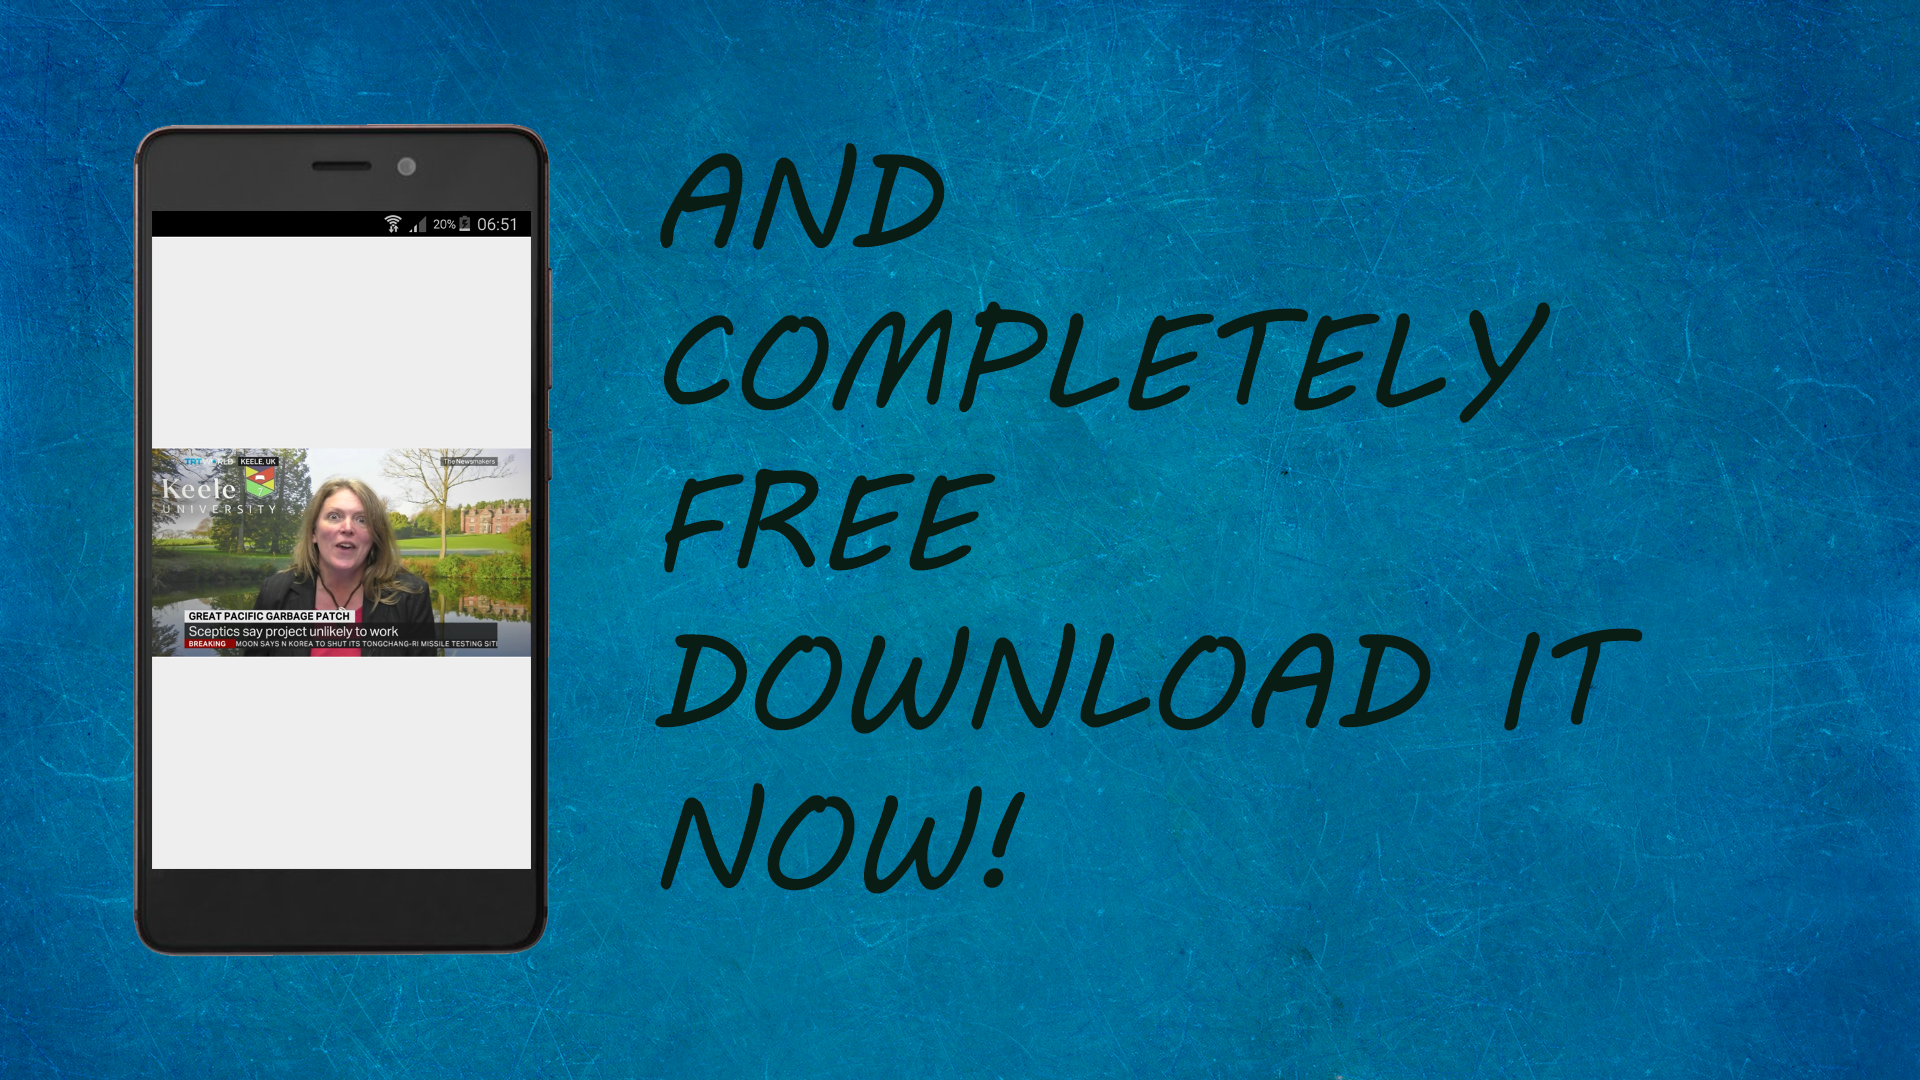 20% 06:51
AND
COMPLETELY
FREE
DOWNLOAD IT
NOW!
TRT WORLD KEELE, UK
The Newsmakers
Keele
UNIVERSITY
GREAT PACIFIC GARBAGE PATCH
Sceptics say project unlikely to work
BREAKING MOON SAYS N KOREA TO SHUT ITS TONGCHANG-RI MISSILE TESTING SIT